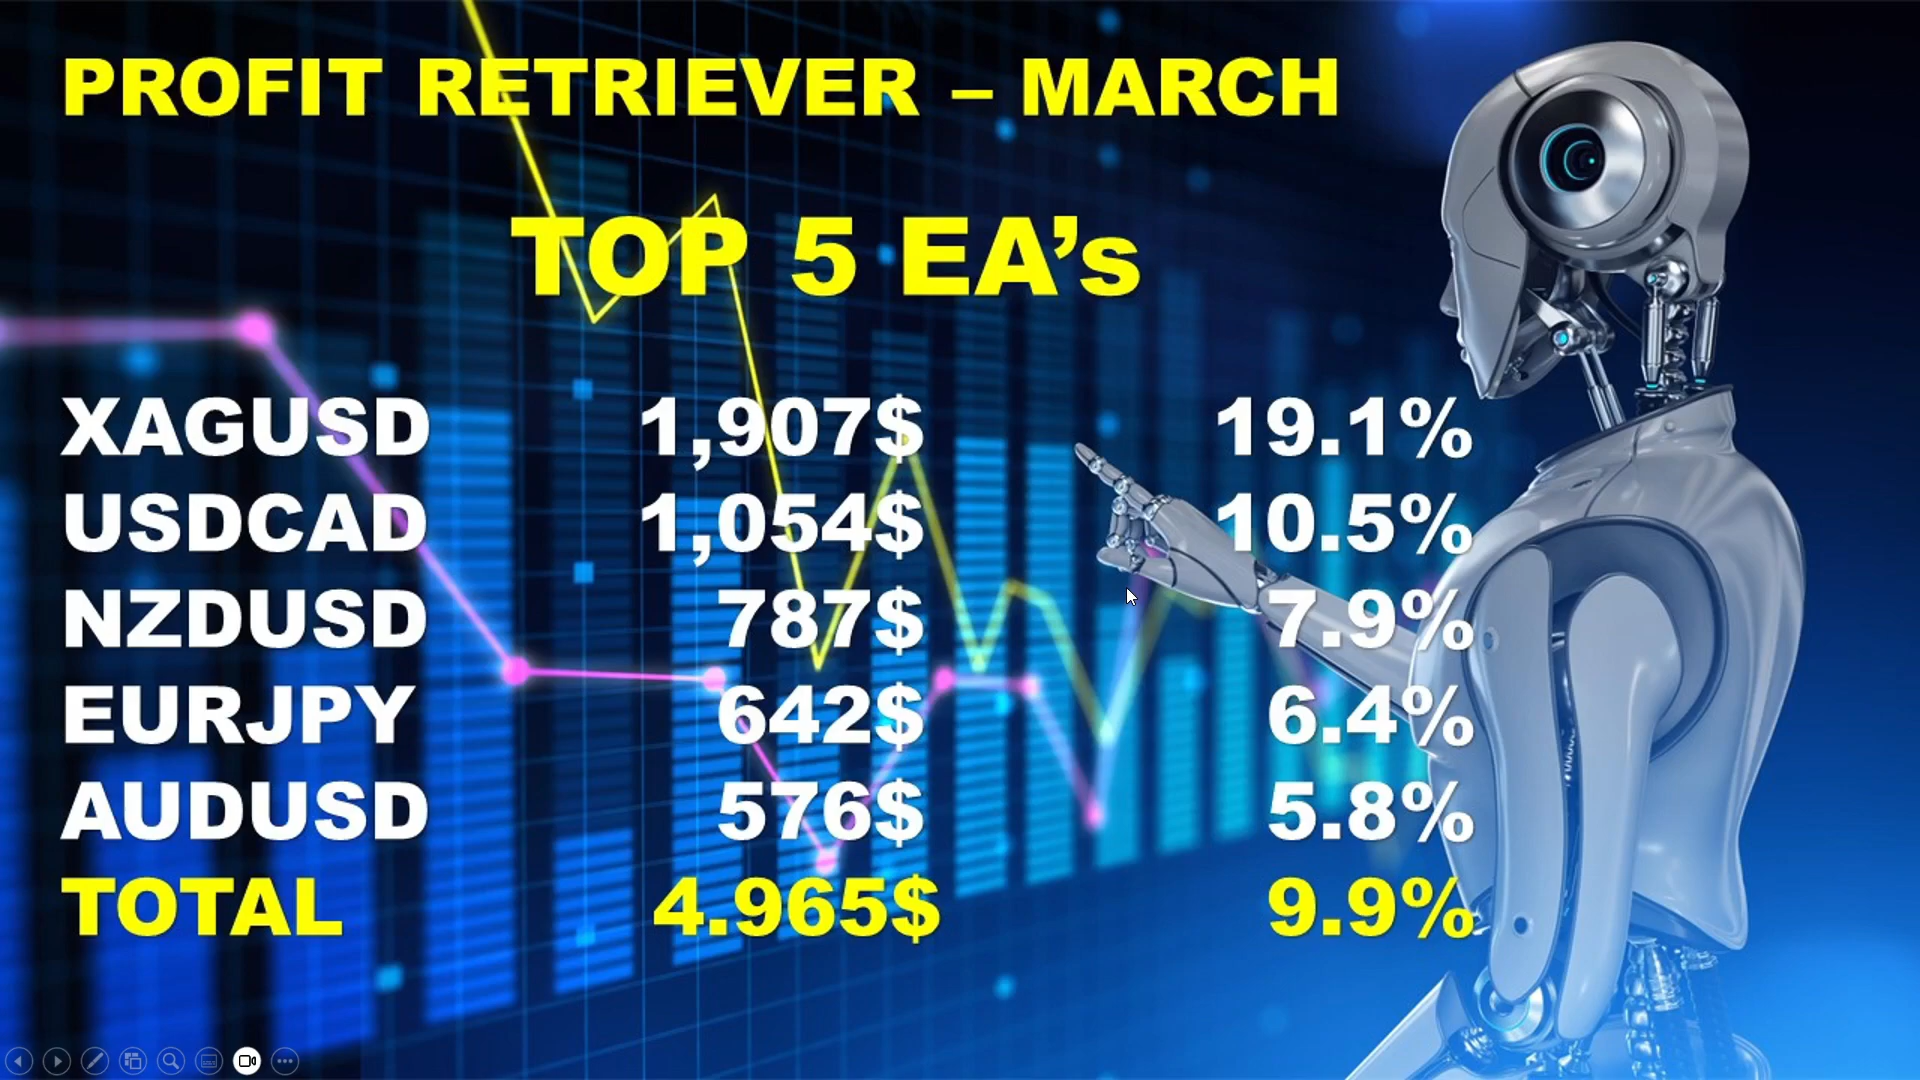 PROFIT RETRIEVER – MARCH
TOP 5 EA’s
XAGUSD 1,907$ 19.1%
USDCAD 1,054$ 10.5%
NZDUSD 787$ 7.9%
EURJPY 642$ 6.4%
AUDUSD 576$ 5.8%
TOTAL 4.965$ 9.9%